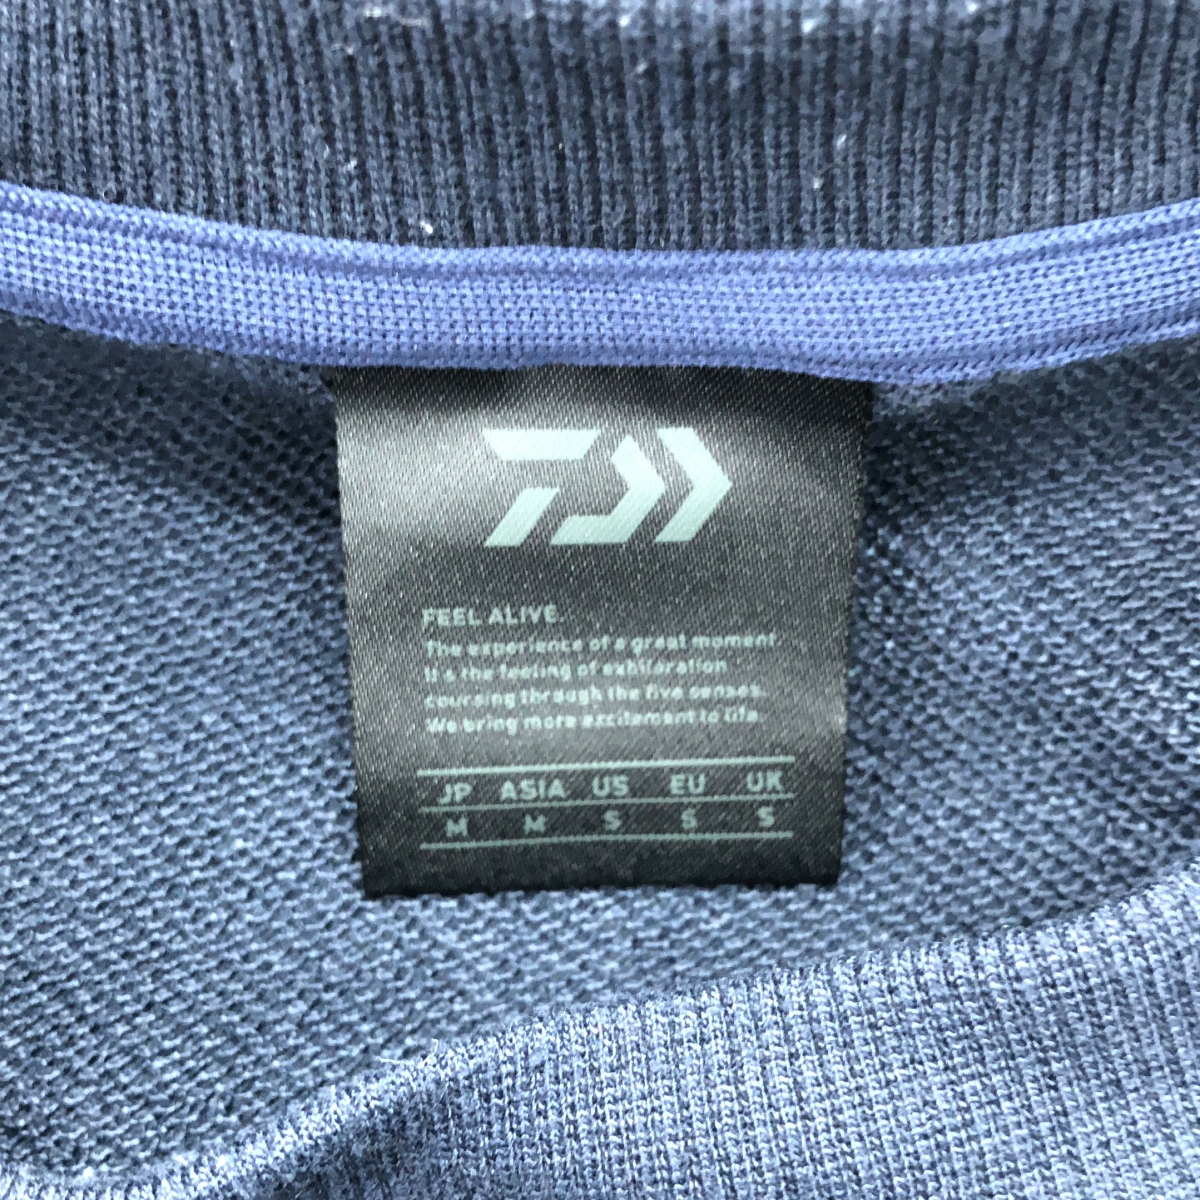 FEEL ALIVE.
The experience of a great moment
It's the feeling of exhilaration
coursing through the five senses.
We bring more excitement to life.
JP ASIA US EU UK
M M S S S